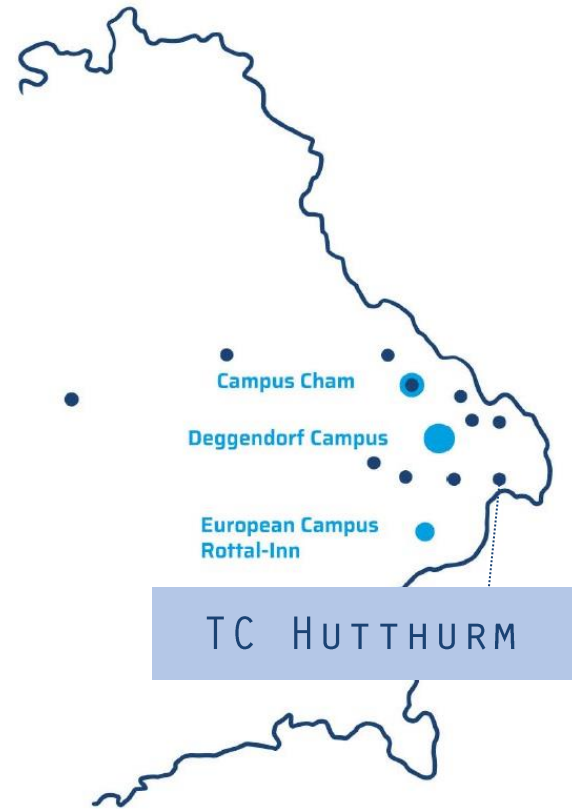 Campus Cham
Deggendorf Campus
European Campus
Rottal-Inn
TC Hutthurm